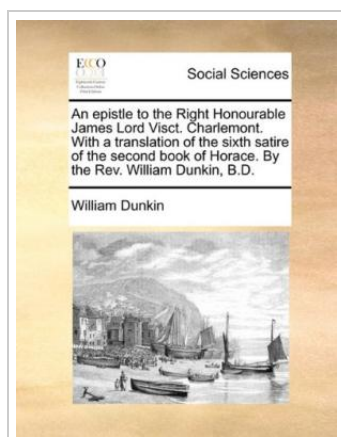 ECCO
Social Sciences
An epistle to the Right Honourable
James Lord Visct. Charlemont.
With a translation of the sixth satire
of the second book of Horace. By
the Rev. William Dunkin, B.D.
William Dunkin